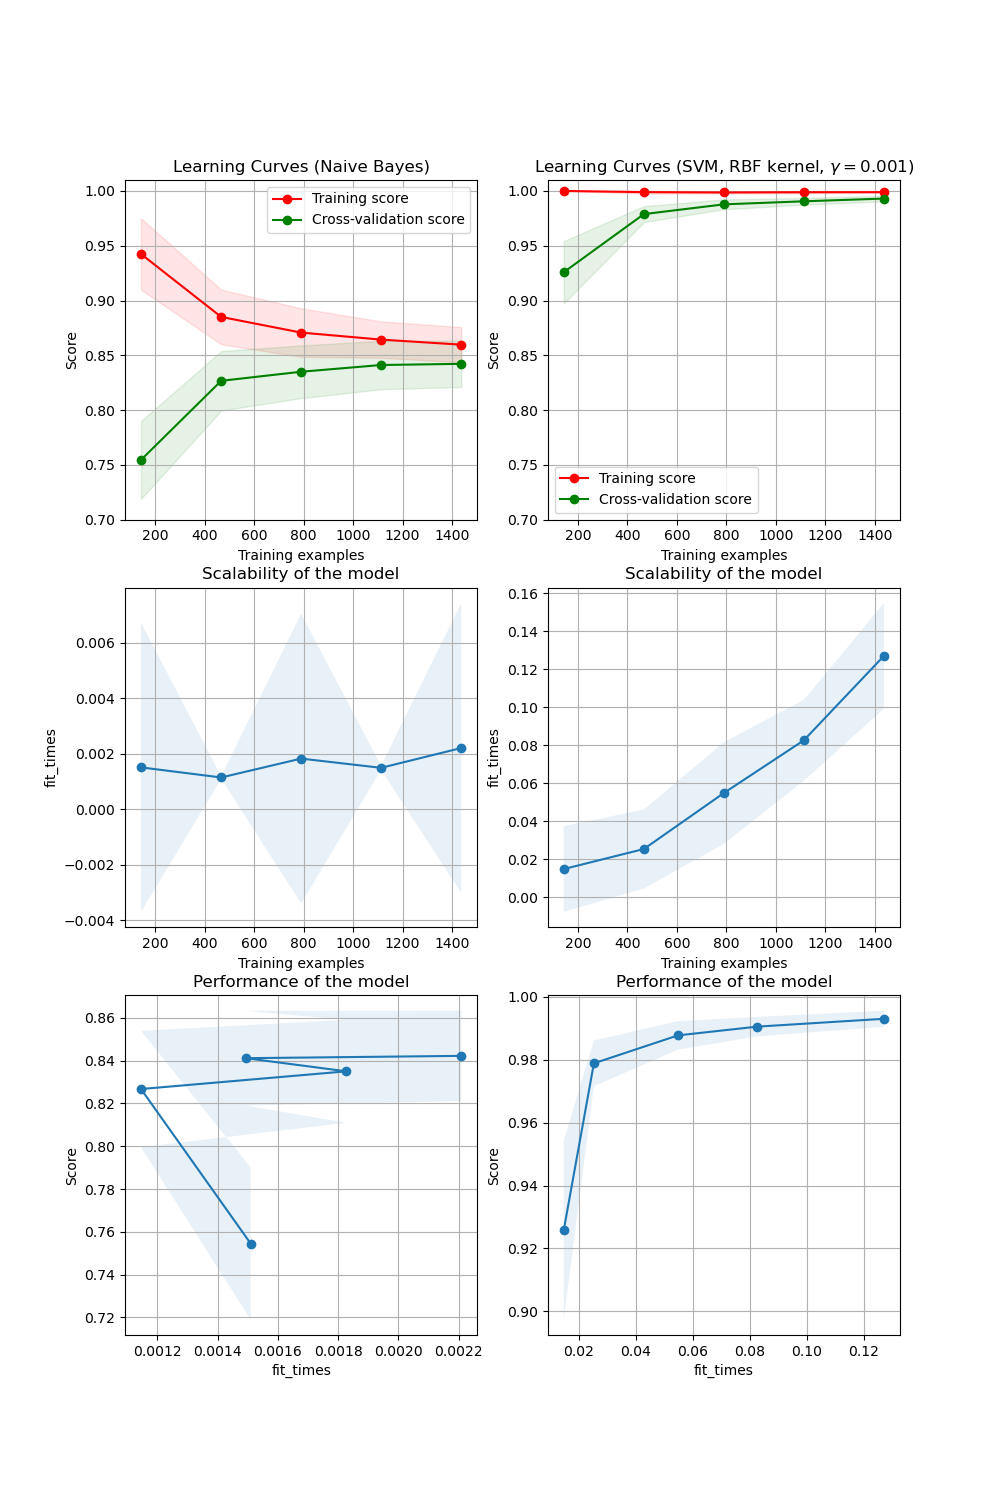 Learning Curves (Naive Bayes)
1.00
0.95
0.90
0.85
0.80
0.75
0.70
Score
Training score
Cross-validation score
200 400 600 800 1000 1200 1400
Training examples
Learning Curves (SVM, RBF kernel, γ = 0.001)
1.00
0.95
0.90
0.85
0.80
0.75
0.70
Score
Training score
Cross-validation score
200 400 600 800 1000 1200 1400
Training examples
Scalability of the model
0.006
0.004
0.002
0.000
−0.002
−0.004
fit_times
200 400 600 800 1000 1200 1400
Training examples
Scalability of the model
0.16
0.14
0.12
0.10
0.08
0.06
0.04
0.02
0.00
fit_times
200 400 600 800 1000 1200 1400
Training examples
Performance of the model
0.86
0.84
0.82
0.80
0.78
0.76
0.74
0.72
Score
0.0012 0.0014 0.0016 0.0018 0.0020 0.0022
fit_times
Performance of the model
1.00
0.98
0.96
0.94
0.92
0.90
Score
0.02 0.04 0.06 0.08 0.10 0.12
fit_times